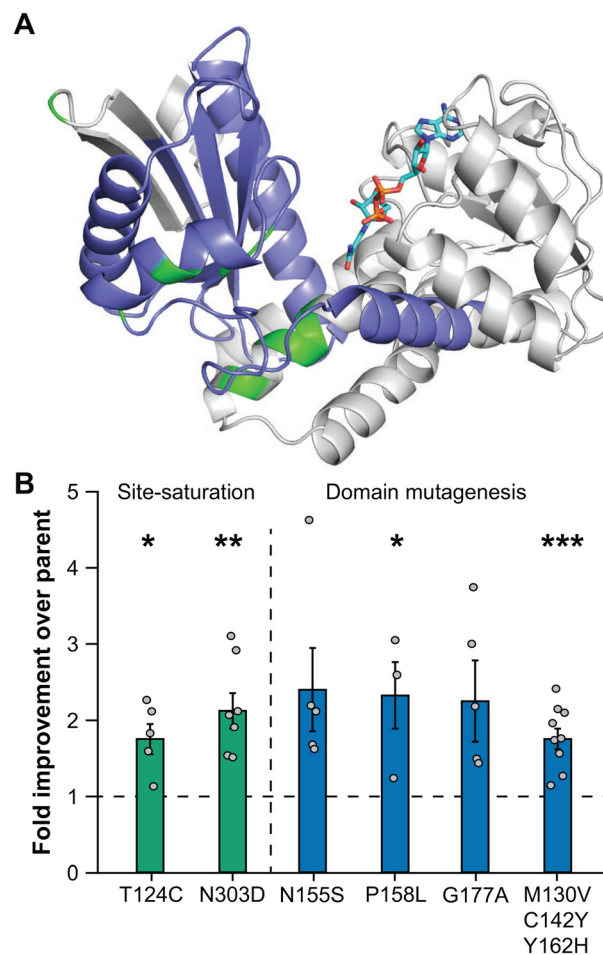 A
B
Site-saturation
Domain mutagenesis
Fold improvement over parent
5
4
3
2
1
0
* ** * ***
T124C N303D N155S P158L G177A M130V
C142Y
Y162H